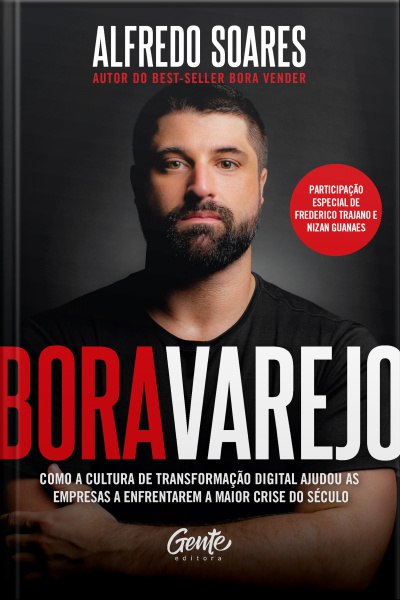 ALFREDO SOARES
AUTOR DO BEST-SELLER BORA VENDER
PARTICIPAÇÃO
ESPECIAL DE
FREDERICO TRAJANO E
NIZAN GUANAES
BORAVAREJO
COMO A CULTURA DE TRANSFORMAÇÃO DIGITAL AJUDOU AS
EMPRESAS A ENFRENTAREM A MAIOR CRISE DO SÉCULO
Gente
editora